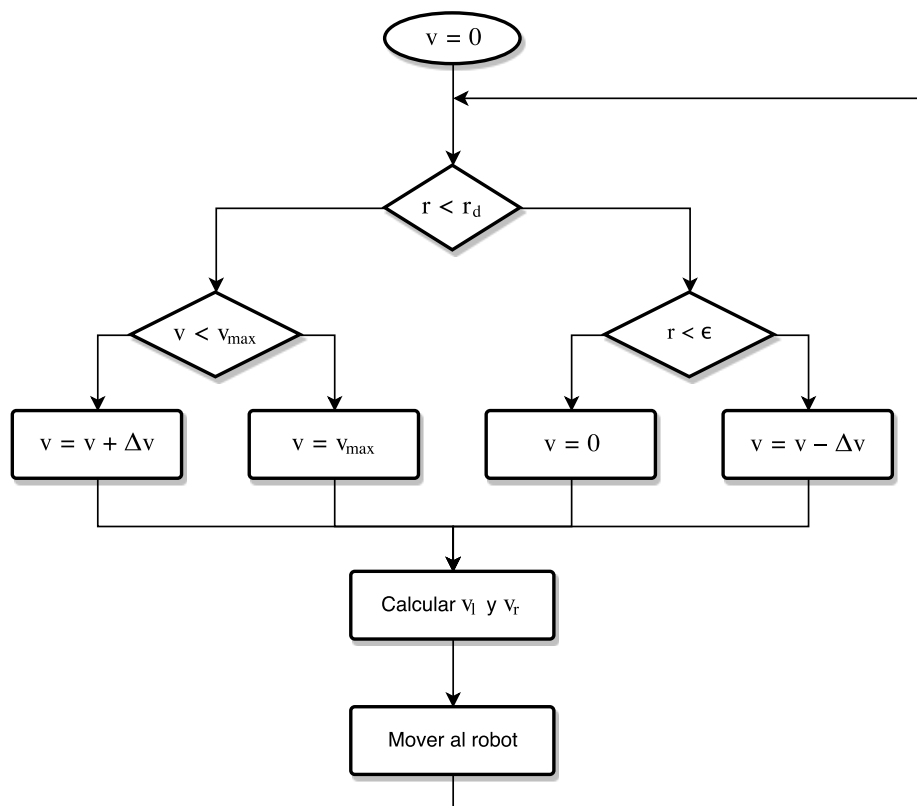 v = 0
r < r_d
v < v_max
r < ϵ
v = v + Δv
v = v_max
v = 0
v = v − Δv
Calcular v_l y v_r
Mover al robot